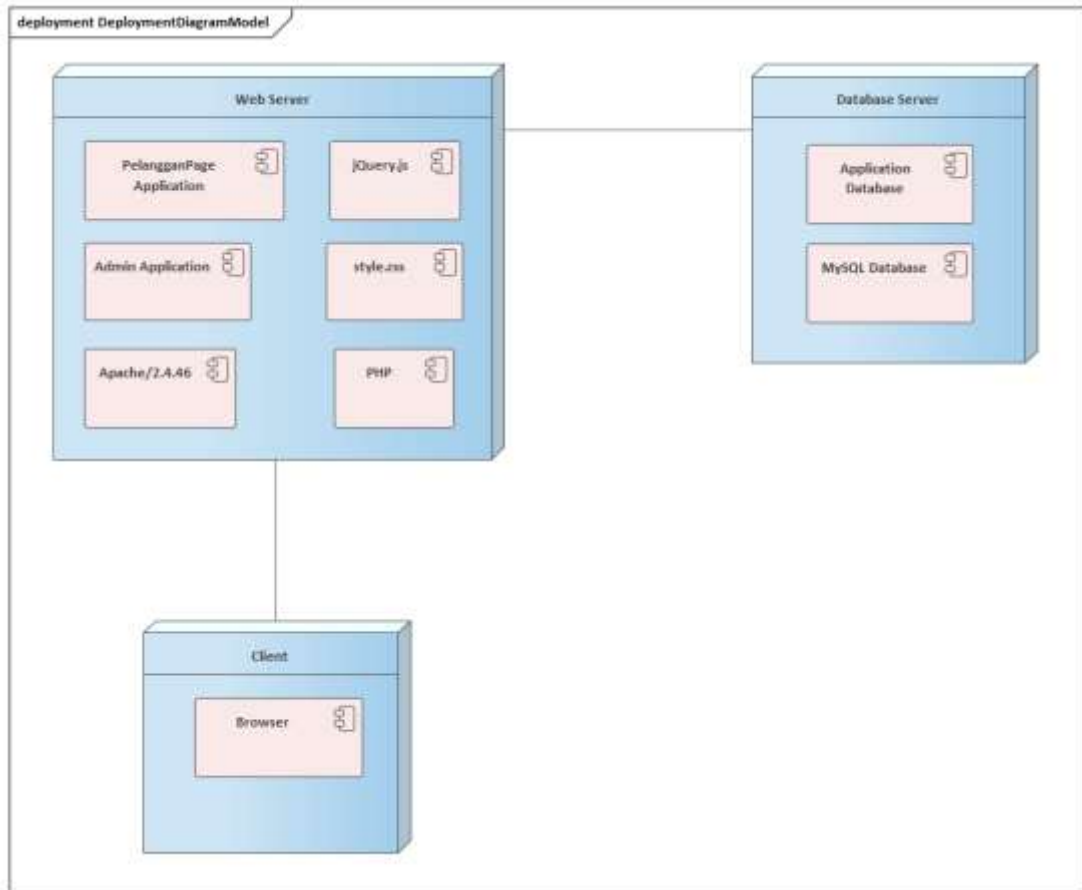 deployment DeploymentDiagramModel
Web Server
PelangganPage
Application
jQuery.js
Admin Application
style.css
Apache/2.4.46
PHP
Database Server
Application
Database
MySQL Database
Client
Browser